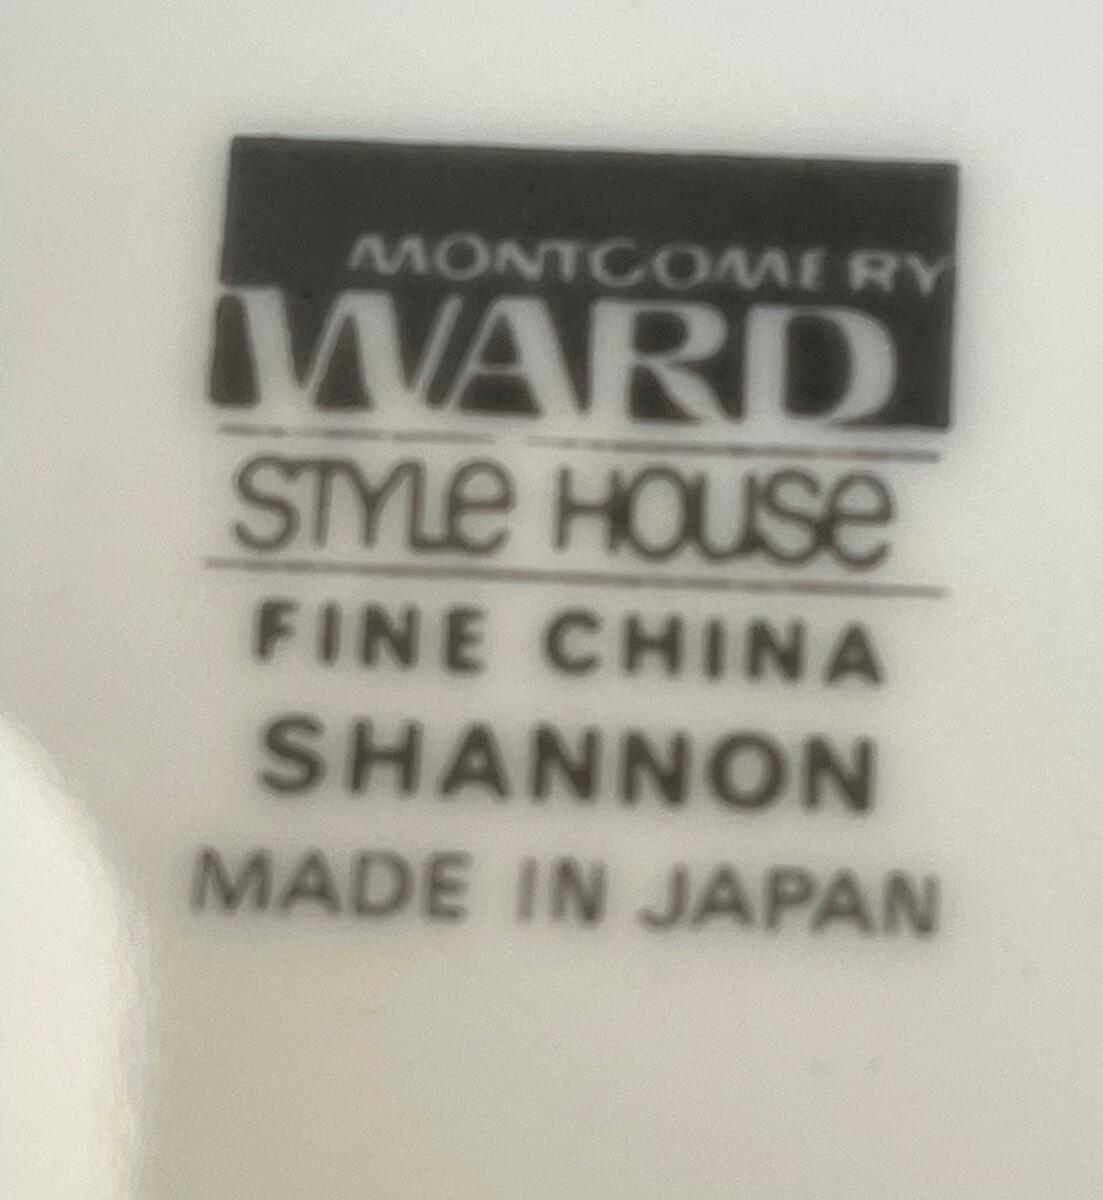 MONTGOMERY
WARD
STYLe HOUSe
FINE CHINA
SHANNON
MADE IN JAPAN